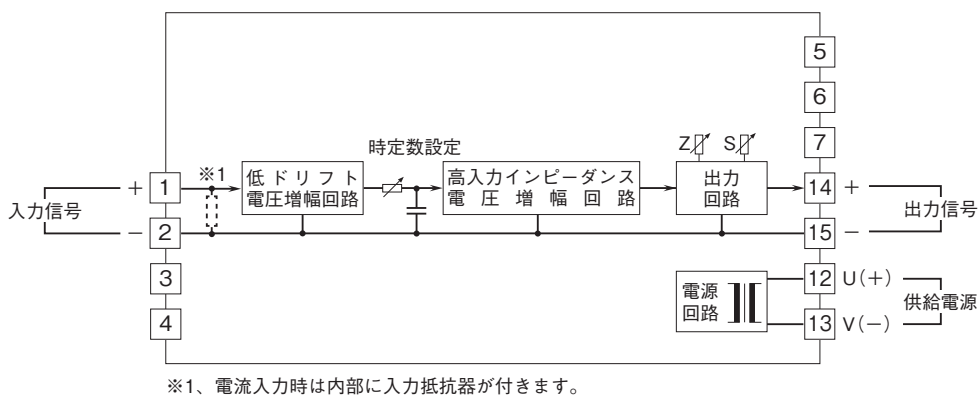 5
6
7
時定数設定
Z S
※1
低ドリフト
電圧増幅回路
高入力インピーダンス
電圧増幅回路
出力
回路
+ 1
入力信号
− 2
3
4
14 +
出力信号
15 −
電源
回路
12 U(+)
供給電源
13 V(−)
※1、電流入力時は内部に入力抵抗器が付きます。